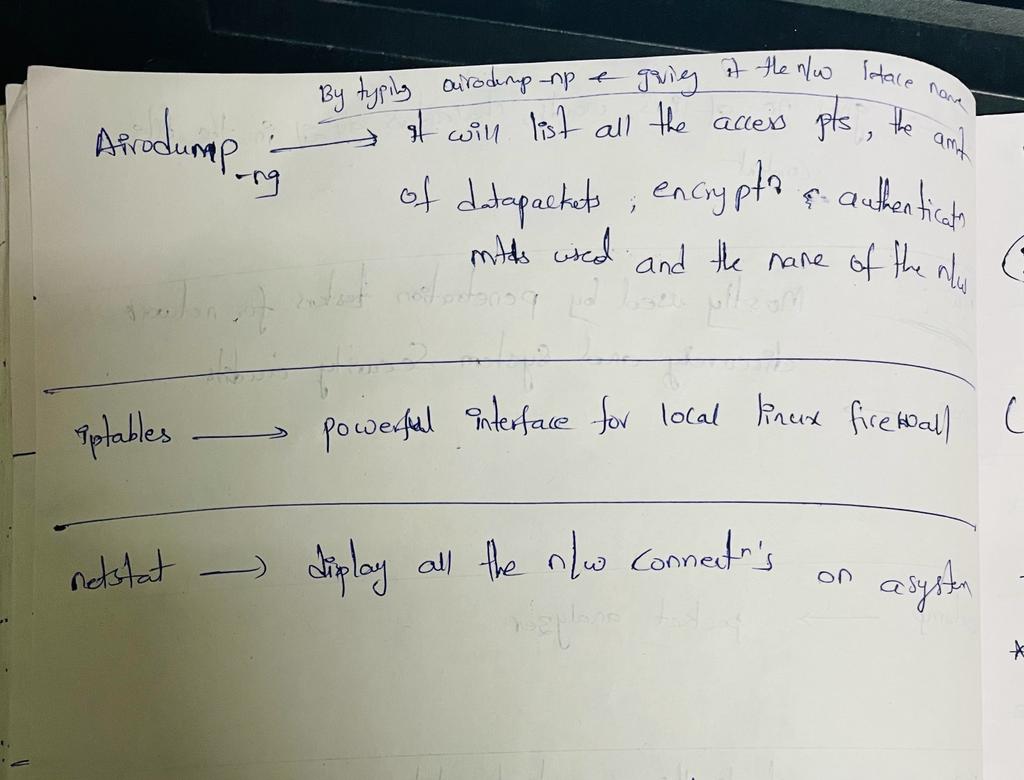 By typing airodump-np & giving it the n/w Iface name
Airodump-ng : → it will list all the access pts, the amt
of datapackets, encryptn & authenticatn
mtds used and the name of the n/w
iptables → powerful interface for local linux firewall
netstat → display all the n/w connectn's on a system